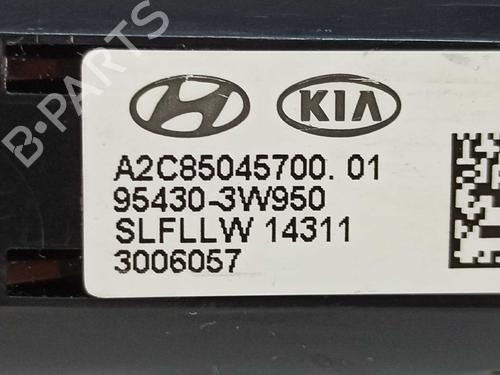 KIA
A2C85045700. 01
95430-3W950
SLFLLW 14311
3006057
B-PARTS